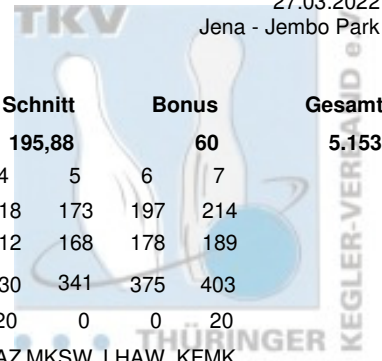 27.03.2022
TKV
Jena - Jembo Park
Schnitt Bonus Gesamt
195,88 60 5.153
4 5 6 7
18 173 197 214
12 168 178 189
30 341 375 403
20 0 0 20
THÜRINGER
KEGLER-VERBAND e.V.